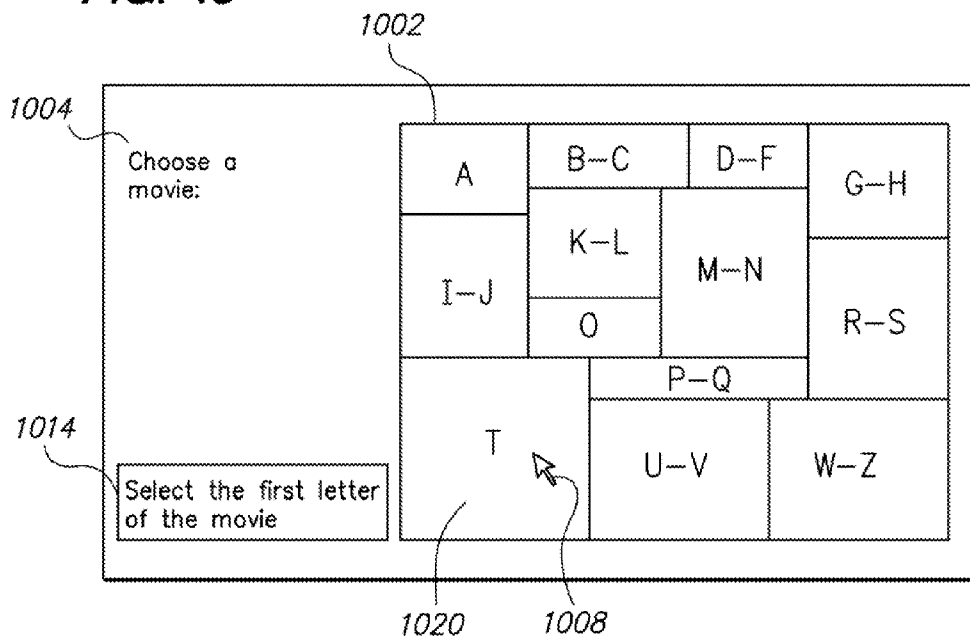 1002
1004
Choose a
movie:
A
B–C
D–F
G–H
K–L
M–N
I–J
O
R–S
P–Q
1014
T
U–V
W–Z
Select the first letter
of the movie
1020
1008